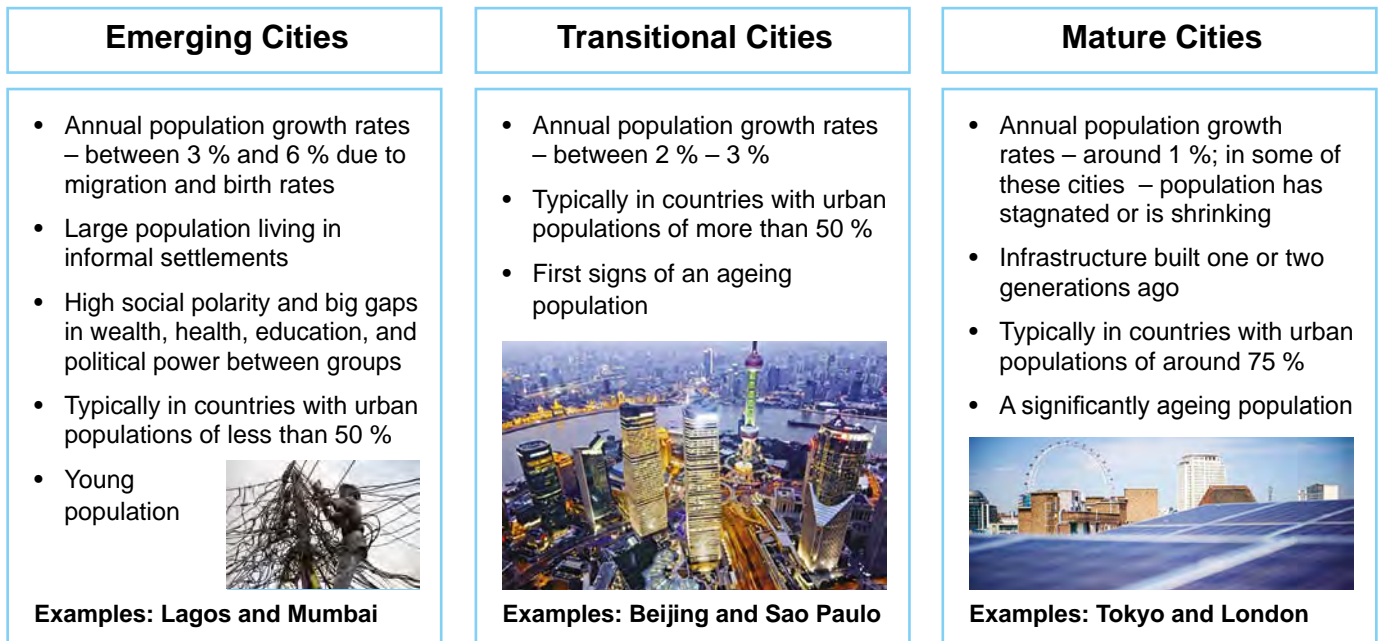 Emerging Cities
• Annual population growth rates
– between 3 % and 6 % due to
migration and birth rates
• Large population living in
informal settlements
• High social polarity and big gaps
in wealth, health, education, and
political power between groups
• Typically in countries with urban
populations of less than 50 %
• Young
population
Examples: Lagos and Mumbai
Transitional Cities
• Annual population growth rates
– between 2 % – 3 %
• Typically in countries with urban
populations of more than 50 %
• First signs of an ageing
population
Examples: Beijing and Sao Paulo
Mature Cities
• Annual population growth
rates – around 1 %; in some of
these cities – population has
stagnated or is shrinking
• Infrastructure built one or two
generations ago
• Typically in countries with urban
populations of around 75 %
• A significantly ageing population
Examples: Tokyo and London